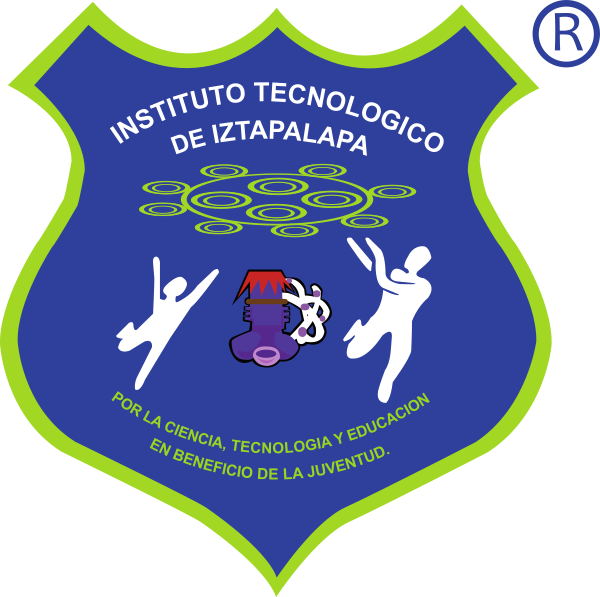 ®
INSTITUTO TECNOLOGICO
DE IZTAPALAPA
POR LA CIENCIA, TECNOLOGIA Y EDUCACION
EN BENEFICIO DE LA JUVENTUD.